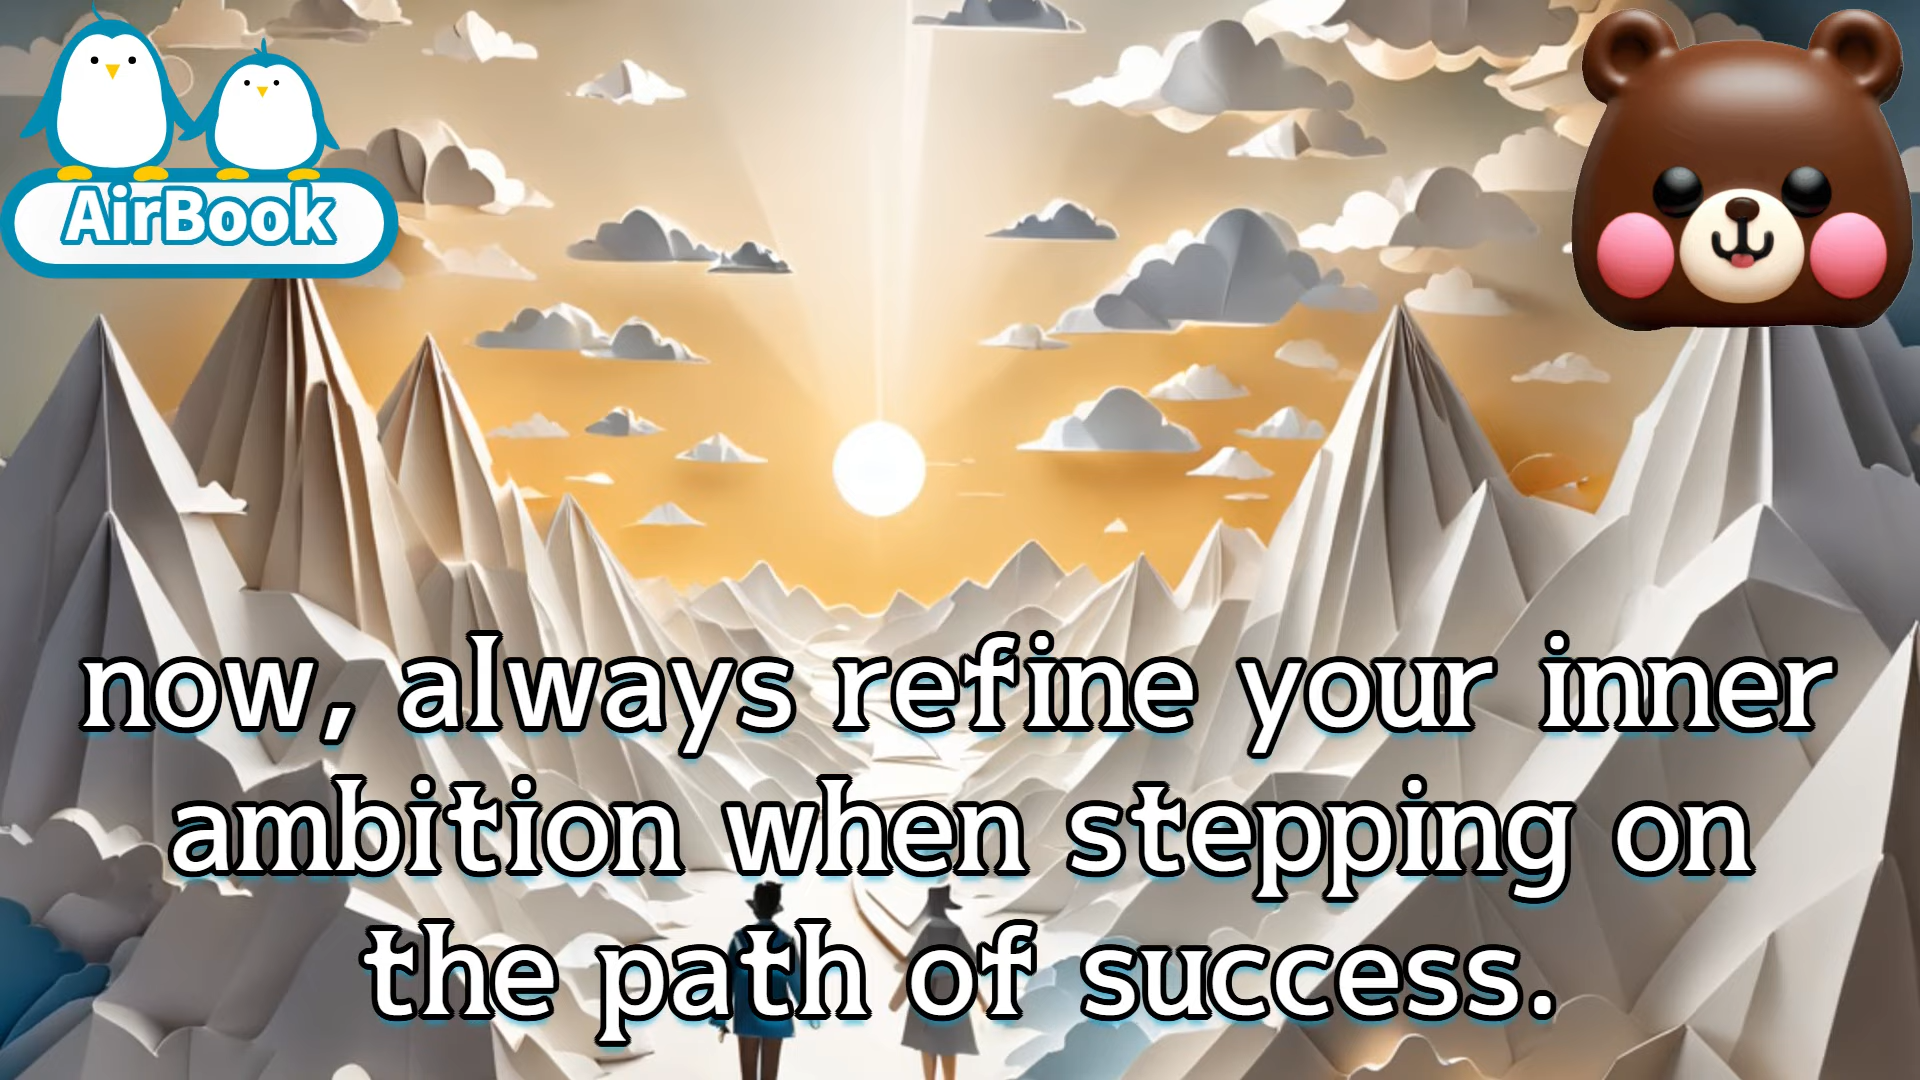 AirBook
now, always refine your inner
ambition when stepping on
the path of success.